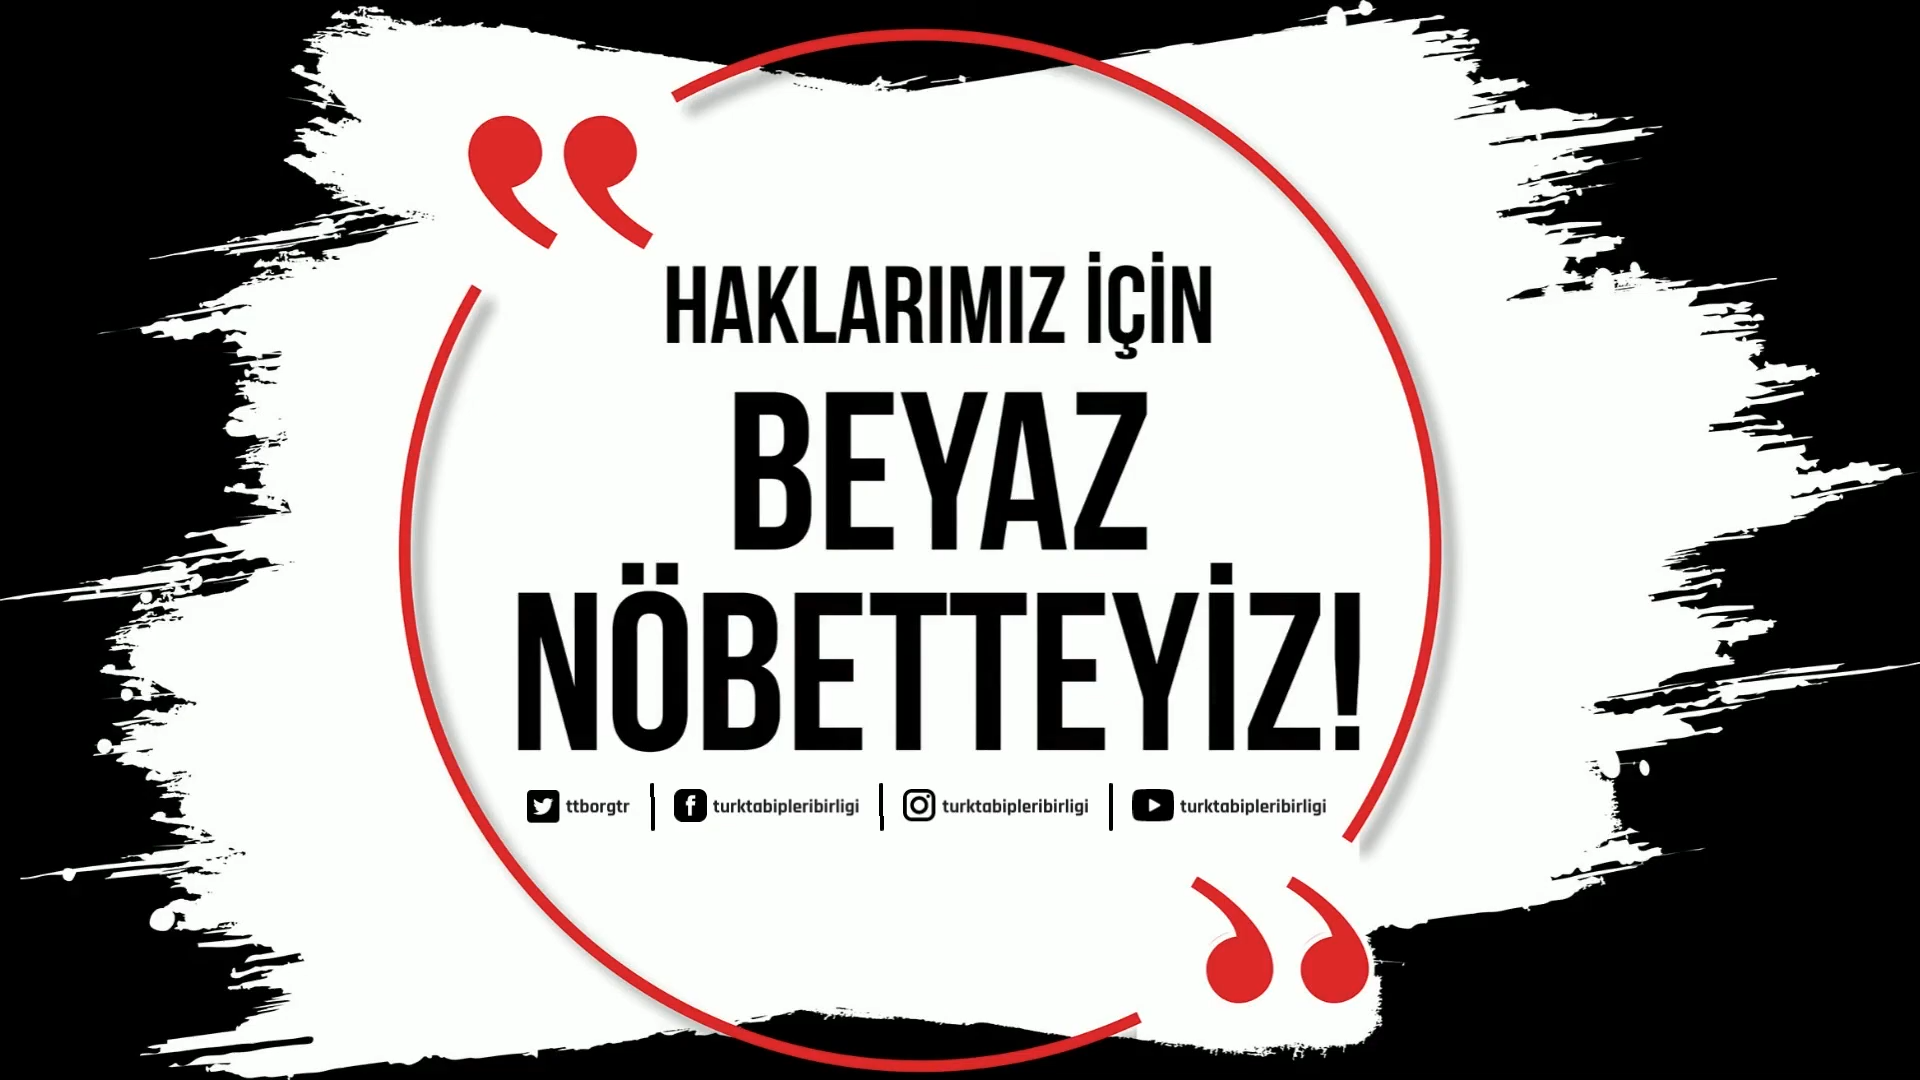 HAKLARIMIZ İÇİN
BEYAZ
NÖBETTEYİZ!
ttborgtr | turktabipleribirligi | turktabipleribirligi | turktabipleribirligi